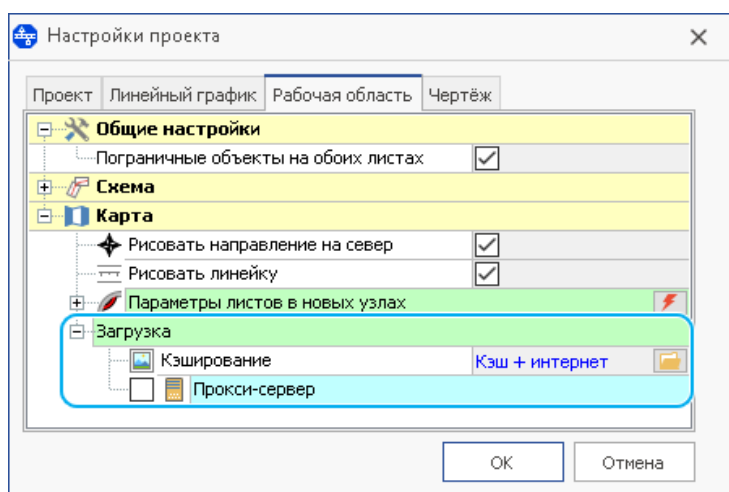 Настройки проекта
Проект Линейный график Рабочая область Чертёж
Общие настройки
Пограничные объекты на обоих листах
Схема
Карта
Рисовать направление на север
Рисовать линейку
Параметры листов в новых узлах
Загрузка
Кэширование Кэш + интернет
Прокси-сервер
ОК Отмена